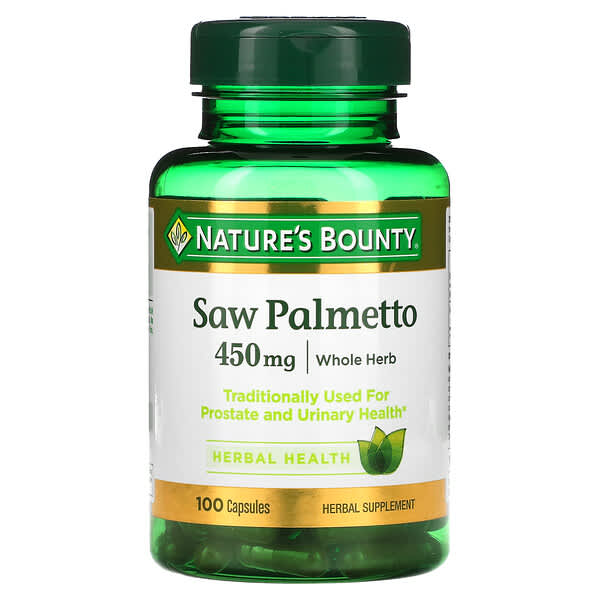 NATURE'S BOUNTY®
Saw Palmetto
450 mg | Whole Herb
Traditionally Used For
Prostate and Urinary Health*
HERBAL HEALTH
100 Capsules HERBAL SUPPLEMENT